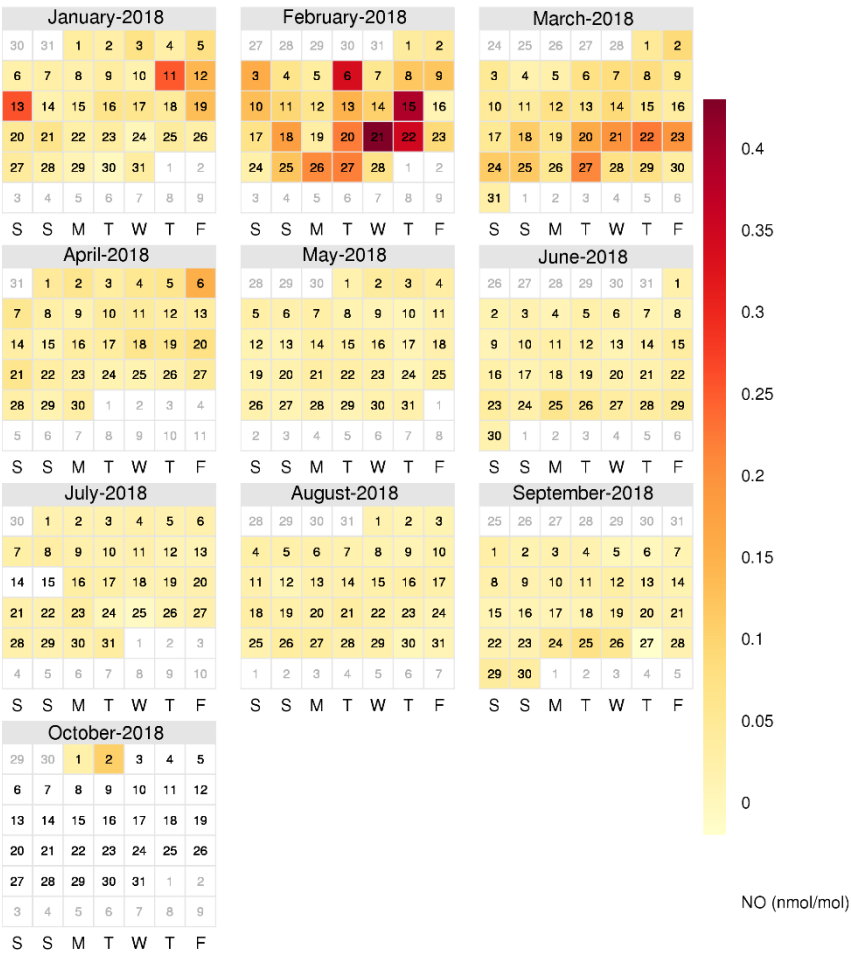 January-2018 February-2018 March-2018
30 31 1 2 3 4 5 27 28 29 30 31 1 2 24 25 26 27 28 1 2
6 7 8 9 10 11 12 3 4 5 6 7 8 9 3 4 5 6 7 8 9
13 14 15 16 17 18 19 10 11 12 13 14 15 16 10 11 12 13 14 15 16
20 21 22 23 24 25 26 17 18 19 20 21 22 23 17 18 19 20 21 22 23
27 28 29 30 31 1 2 24 25 26 27 28 1 2 24 25 26 27 28 29 30
3 4 5 6 7 8 9 3 4 5 6 7 8 9 31 1 2 3 4 5 6
S S M T W T F S S M T W T F S S M T W T F
April-2018 May-2018 June-2018
31 1 2 3 4 5 6 28 29 30 1 2 3 4 26 27 28 29 30 31 1
7 8 9 10 11 12 13 5 6 7 8 9 10 11 2 3 4 5 6 7 8
14 15 16 17 18 19 20 12 13 14 15 16 17 18 9 10 11 12 13 14 15
21 22 23 24 25 26 27 19 20 21 22 23 24 25 16 17 18 19 20 21 22
28 29 30 1 2 3 4 26 27 28 29 30 31 1 23 24 25 26 27 28 29
5 6 7 8 9 10 11 2 3 4 5 6 7 8 30 1 2 3 4 5 6
S S M T W T F S S M T W T F S S M T W T F
July-2018 August-2018 September-2018
30 1 2 3 4 5 6 28 29 30 31 1 2 3 25 26 27 28 29 30 31
7 8 9 10 11 12 13 4 5 6 7 8 9 10 1 2 3 4 5 6 7
14 15 16 17 18 19 20 11 12 13 14 15 16 17 8 9 10 11 12 13 14
21 22 23 24 25 26 27 18 19 20 21 22 23 24 15 16 17 18 19 20 21
28 29 30 31 1 2 3 25 26 27 28 29 30 31 22 23 24 25 26 27 28
4 5 6 7 8 9 10 1 2 3 4 5 6 7 29 30 1 2 3 4 5
S S M T W T F S S M T W T F S S M T W T F
October-2018
29 30 1 2 3 4 5
6 7 8 9 10 11 12
13 14 15 16 17 18 19
20 21 22 23 24 25 26
27 28 29 30 31 1 2
3 4 5 6 7 8 9
S S M T W T F
0.4
0.35
0.3
0.25
0.2
0.15
0.1
0.05
0
NO (nmol/mol)